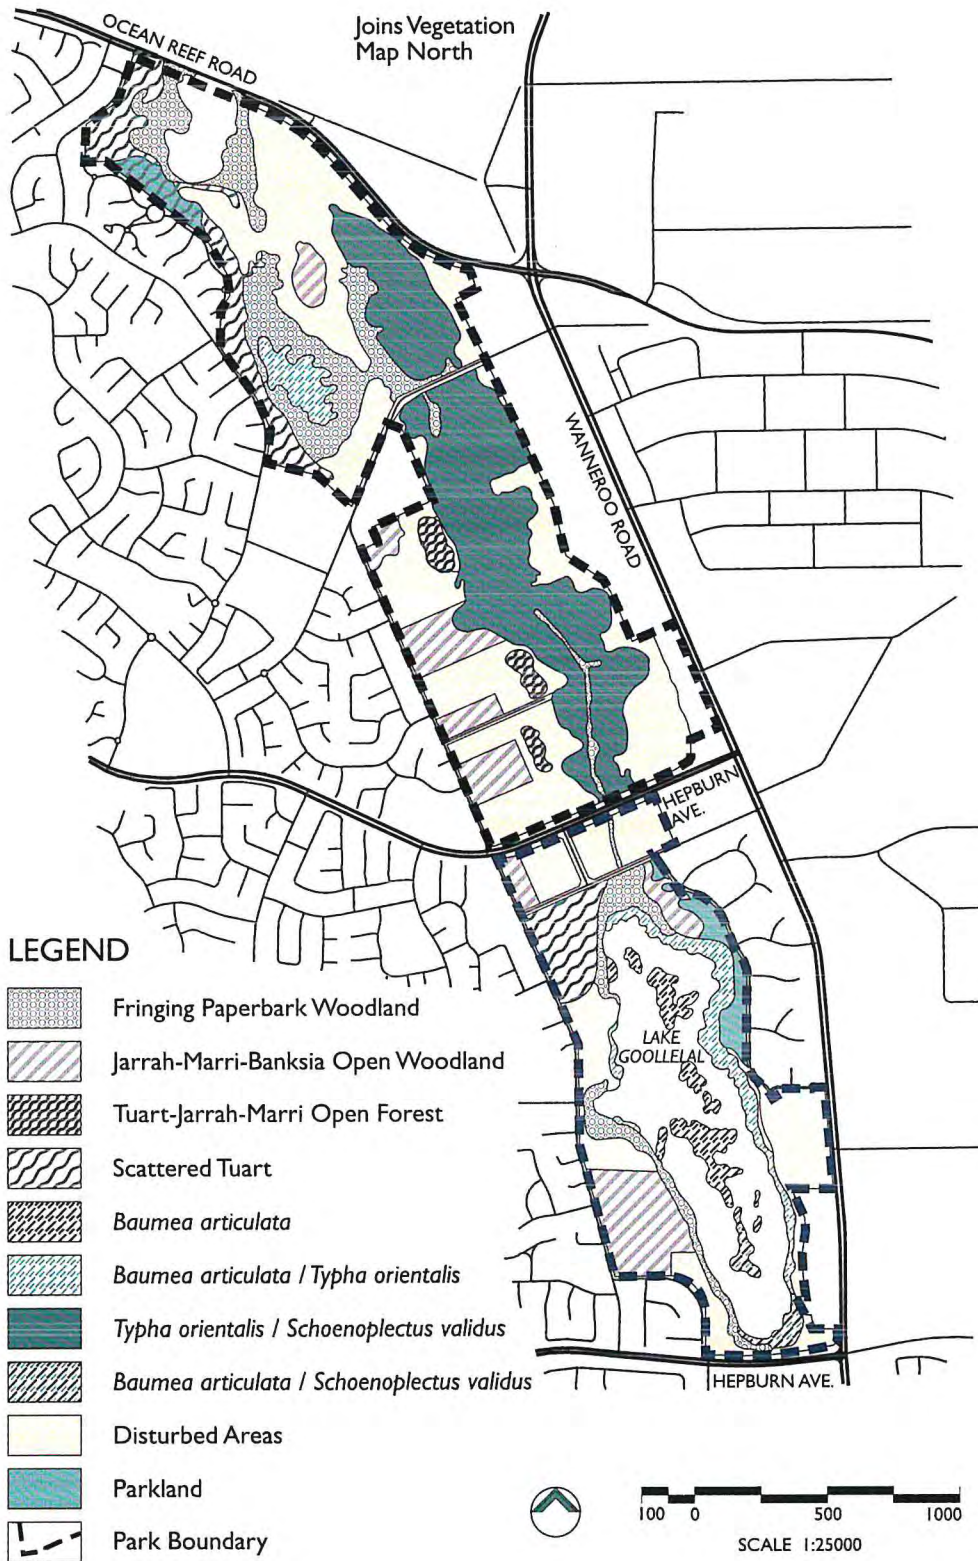 Joins Vegetation
Map North
OCEAN REEF ROAD
WANNEROO ROAD
HEPBURN
AVE.
LAKE
GOOLLELAL
LEGEND
Fringing Paperbark Woodland
Jarrah-Marri-Banksia Open Woodland
Tuart-Jarrah-Marri Open Forest
Scattered Tuart
Baumea articulata
Baumea articulata / Typha orientalis
Typha orientalis / Schoenoplectus validus
Baumea articulata / Schoenoplectus validus
HEPBURN AVE.
Disturbed Areas
Parkland
Park Boundary
100 0 500 1000
SCALE 1:25000